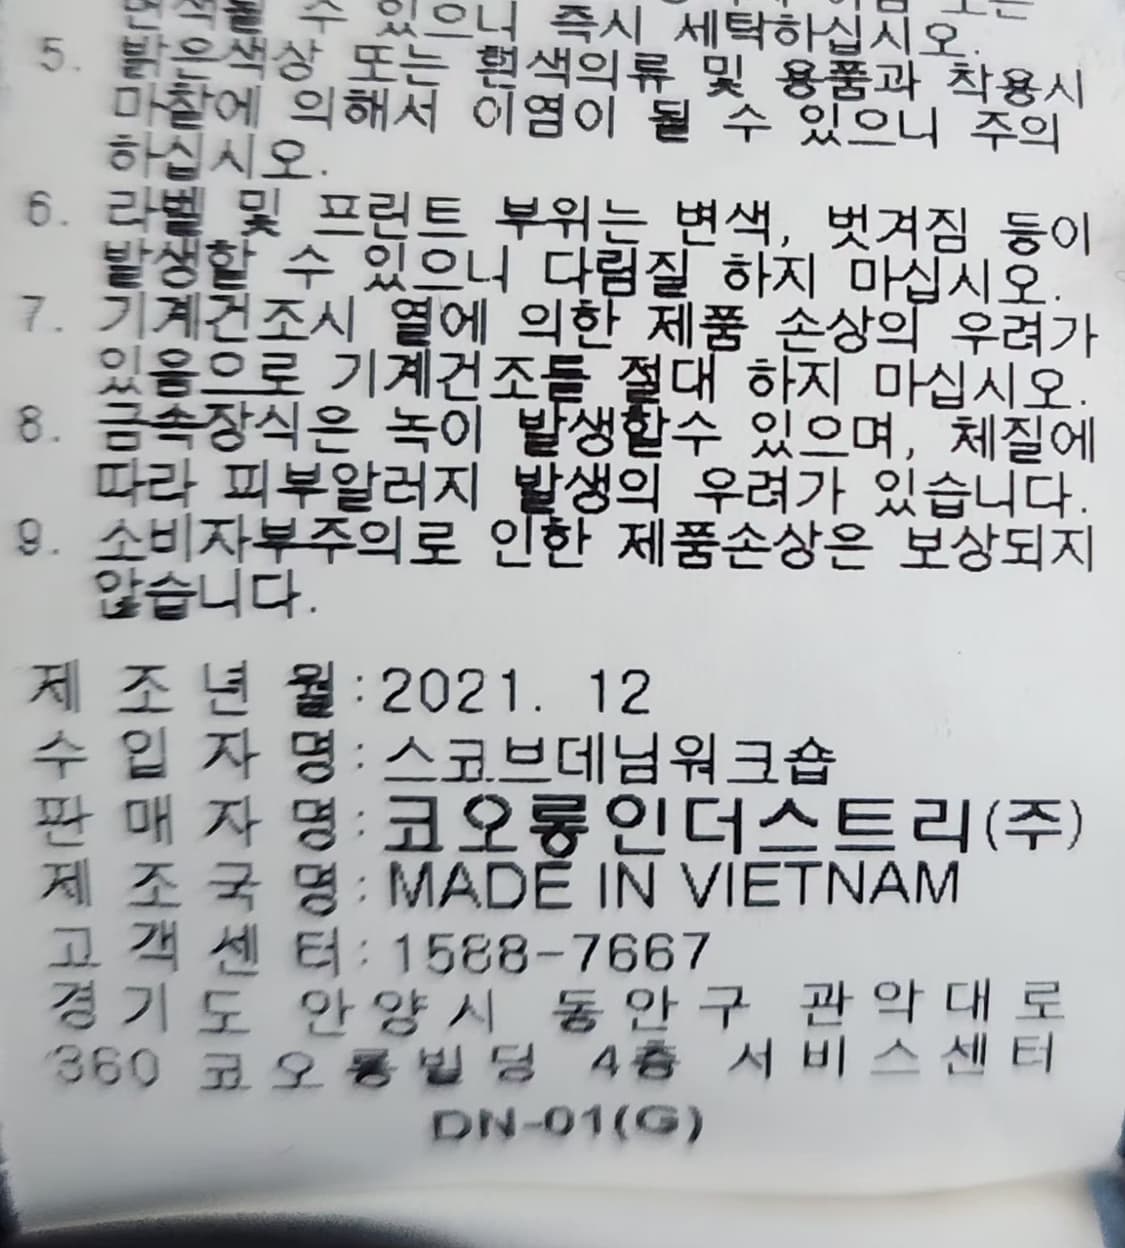 변색될 수 있으니 즉시 세탁하십시오.
5. 밝은색상 또는 흰색의류 및 용품과 착용시
마찰에 의해서 이염이 될 수 있으니 주의
하십시오.
6. 라벨 및 프린트 부위는 변색, 벗겨짐 등이
발생할 수 있으니 다림질 하지 마십시오.
7. 기계건조시 열에 의한 제품 손상의 우려가
있음으로 기계건조를 절대 하지 마십시오.
8. 금속장식은 녹이 발생할수 있으며, 체질에
따라 피부알러지 발생의 우려가 있습니다.
9. 소비자부주의로 인한 제품손상은 보상되지
않습니다.
제 조 년 월:2021. 12
수 입 자 명:스코브데님워크숍
판 매 자 명:코오롱인더스트리(주)
제 조 국 명:MADE IN VIETNAM
고 객 센 터:1588-7667
경기도 안양시 동안구 관악대로
360 코오롱빌딩 4층 서비스센터
DN-01(G)